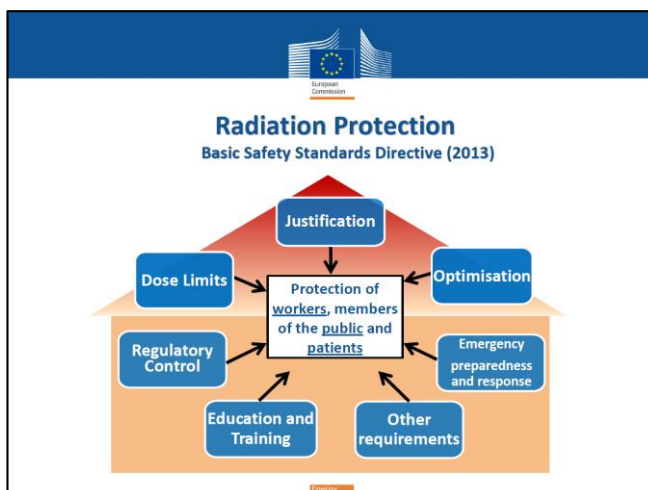 European
Commission
Radiation Protection
Basic Safety Standards Directive (2013)
Justification
Dose Limits
Optimisation
Protection of
workers, members
of the public and
patients
Regulatory
Control
Emergency
preparedness
and response
Education and
Training
Other
requirements
Energy